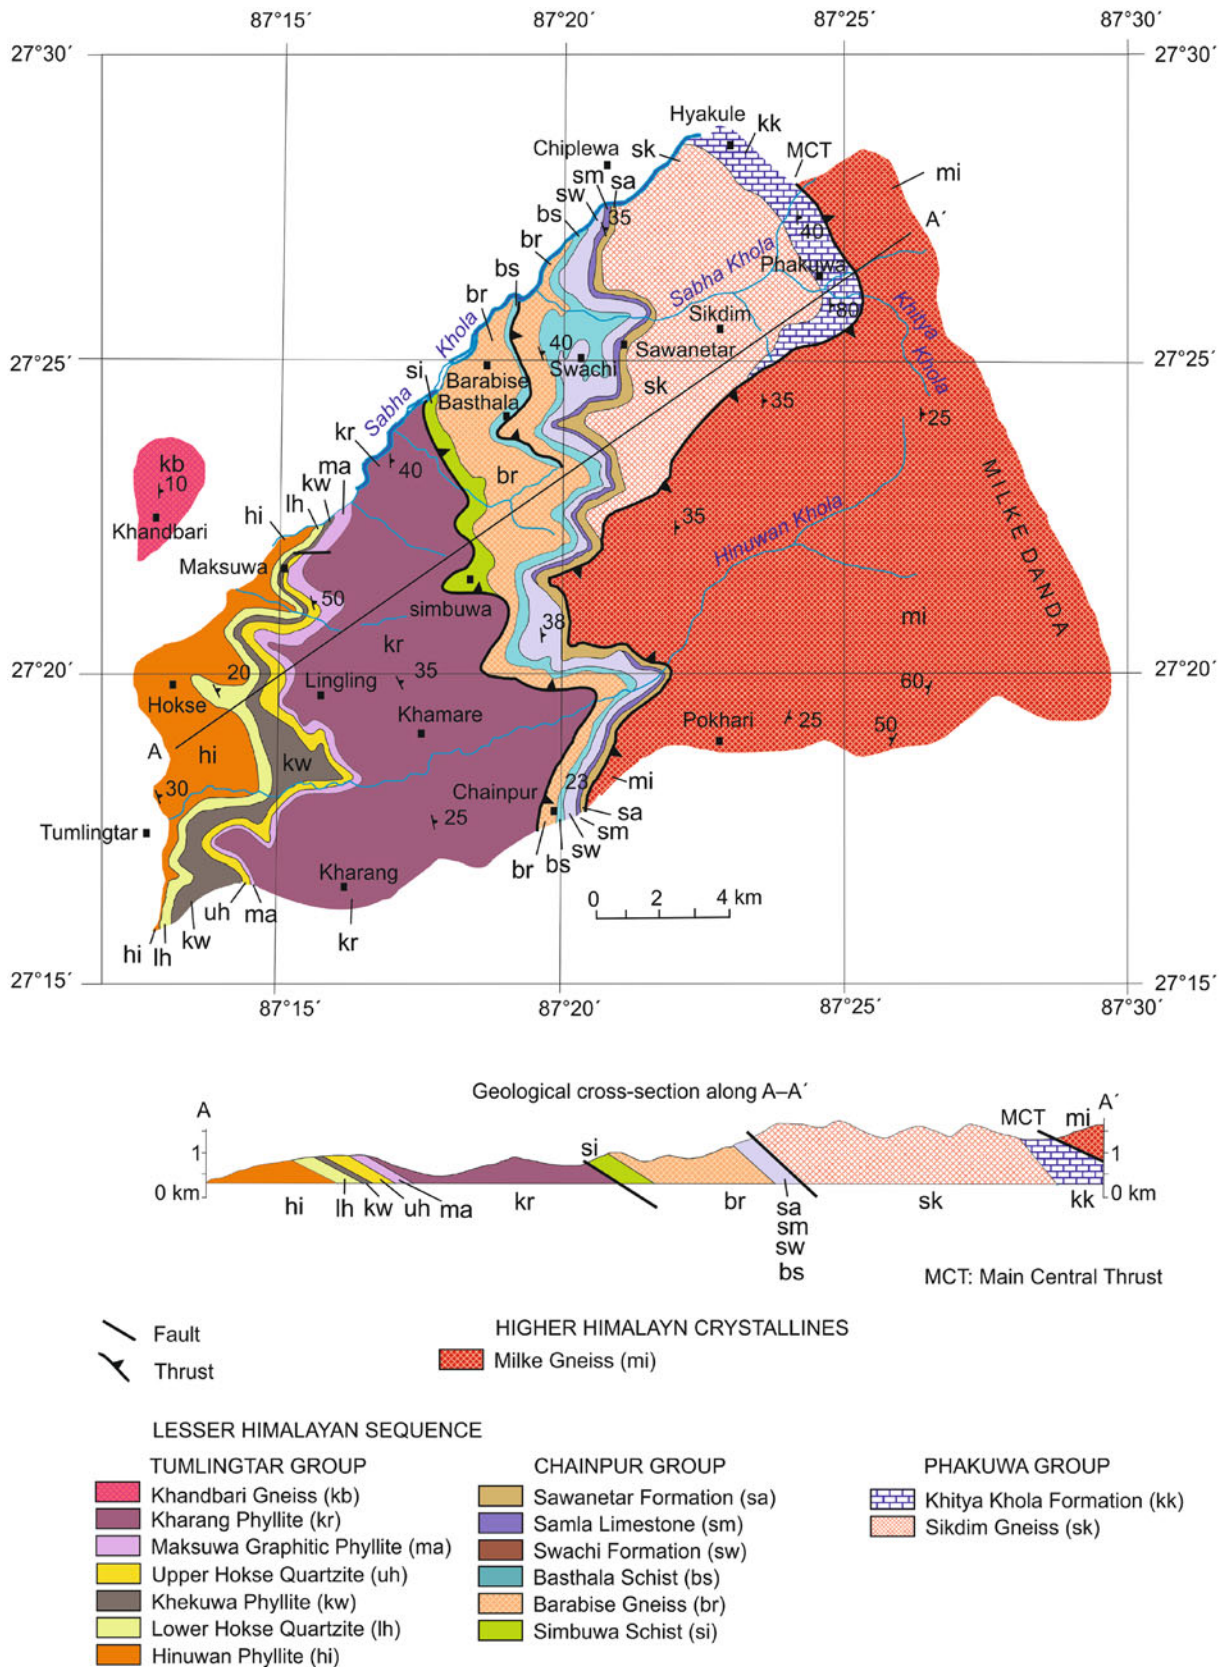 87°15´ 87°20´ 87°25´ 87°30´
27°30´ 27°30´
Hyakule
kk
Chiplewa
sk
MCT
sm
sa
mi
sw
35
bs
A´
br
40
bs
Sabha Khola
Phakuwa
br
Khola
Sikdim
80
Khitya
40
Sawanetar
Swachi
Khola
27°25´ 27°25´
si
Barabise
sk
Basthala
35
25
Sabha
kr
ma
40
br
kb
kw
10
lh
MILKE DANDA
Khandbari
hi
35
Hinuwan Khola
Maksuwa
simbuwa
50
38
mi
kr
27°20´ 27°20´
20
35
Lingling
60
Hokse
Khamare
25
Pokhari
50
A
hi
kw
mi
30
Chainpur
23
sa
Tumlingtar
25
sm
sw
br
bs
Kharang
0 2 4 km
uh
ma
kw
hi
lh
kr
27°15´ 27°15´
87°15´ 87°20´ 87°25´ 87°30´
Geological cross-section along A–A´
A
A´
MCT
mi
1
si
1
0 km
0 km
hi lh kw uh ma kr br sa sk kk
sm
sw
bs
MCT: Main Central Thrust
Fault
Thrust
HIGHER HIMALAYN CRYSTALLINES
Milke Gneiss (mi)
LESSER HIMALAYAN SEQUENCE
TUMLINGTAR GROUP
Khandbari Gneiss (kb)
Kharang Phyllite (kr)
Maksuwa Graphitic Phyllite (ma)
Upper Hokse Quartzite (uh)
Khekuwa Phyllite (kw)
Lower Hokse Quartzite (lh)
Hinuwan Phyllite (hi)
CHAINPUR GROUP
Sawanetar Formation (sa)
Samla Limestone (sm)
Swachi Formation (sw)
Basthala Schist (bs)
Barabise Gneiss (br)
Simbuwa Schist (si)
PHAKUWA GROUP
Khitya Khola Formation (kk)
Sikdim Gneiss (sk)